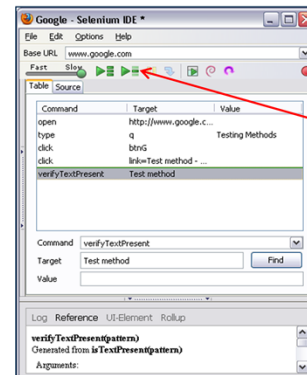 Google - Selenium IDE *
File Edit Options Help
Base URL www.google.com
Fast Slow
Table Source
Command Target Value
open http://www.google.c...
type q Testing Methods
click btnG
click link=Test method - ...
verifyTextPresent Test method
Command verifyTextPresent
Target Test method Find
Value
Log Reference UI-Element Rollup
verifyTextPresent(pattern)
Generated from isTextPresent(pattern)
Arguments: